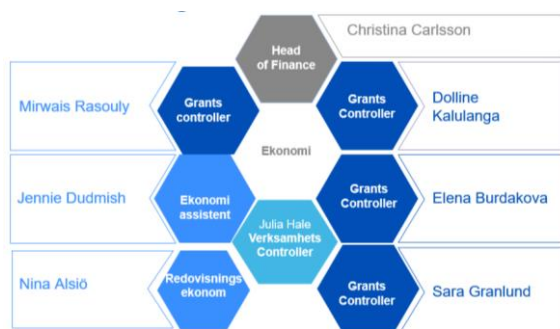 Christina Carlsson
Head
of Finance
Mirwais Rasouly
Grants
controller
Grants
Controller
Dolline
Kalulanga
Ekonomi
Jennie Dudmish
Ekonomi
assistent
Grants
Controller
Elena Burdakova
Julia Hale
Verksamhets
Controller
Nina Alsiö
Redovisnings
ekonom
Grants
Controller
Sara Granlund